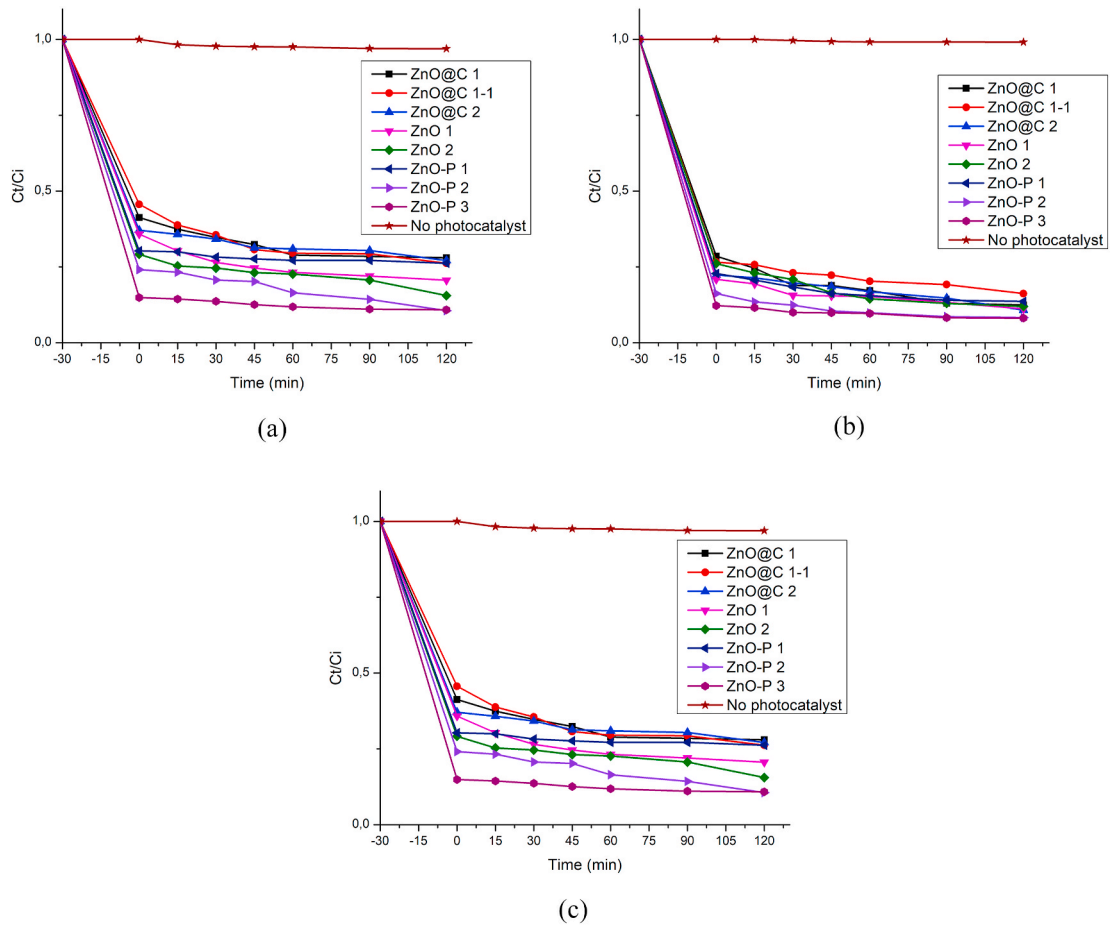 1,0
0,5
0,0
Ct/Ci
-30 -15 0 15 30 45 60 75 90 105 120
Time (min)
ZnO@C 1
ZnO@C 1-1
ZnO@C 2
ZnO 1
ZnO 2
ZnO-P 1
ZnO-P 2
ZnO-P 3
No photocatalyst
(a)
1,0
0,5
0,0
Ct/Ci
-30 -15 0 15 30 45 60 75 90 105 120
Time (min)
ZnO@C 1
ZnO@C 1-1
ZnO@C 2
ZnO 1
ZnO 2
ZnO-P 1
ZnO-P 2
ZnO-P 3
No photocatalyst
(b)
1,0
0,5
0,0
Ct/Ci
-30 -15 0 15 30 45 60 75 90 105 120
Time (min)
ZnO@C 1
ZnO@C 1-1
ZnO@C 2
ZnO 1
ZnO 2
ZnO-P 1
ZnO-P 2
ZnO-P 3
No photocatalyst
(c)